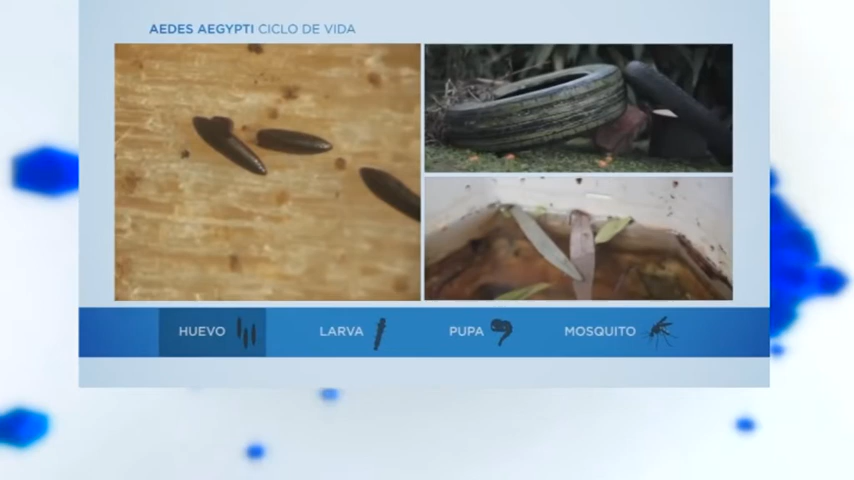 AEDES AEGYPTI CICLO DE VIDA
HUEVO LARVA PUPA MOSQUITO